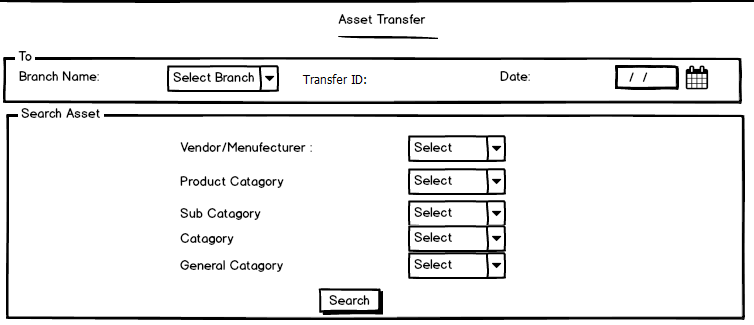 Asset Transfer
To
Branch Name: Select Branch Transfer ID: Date: / /
Search Asset
Vendor/Menufecturer : Select
Product Catagory Select
Sub Catagory Select
Catagory Select
General Catagory Select
Search